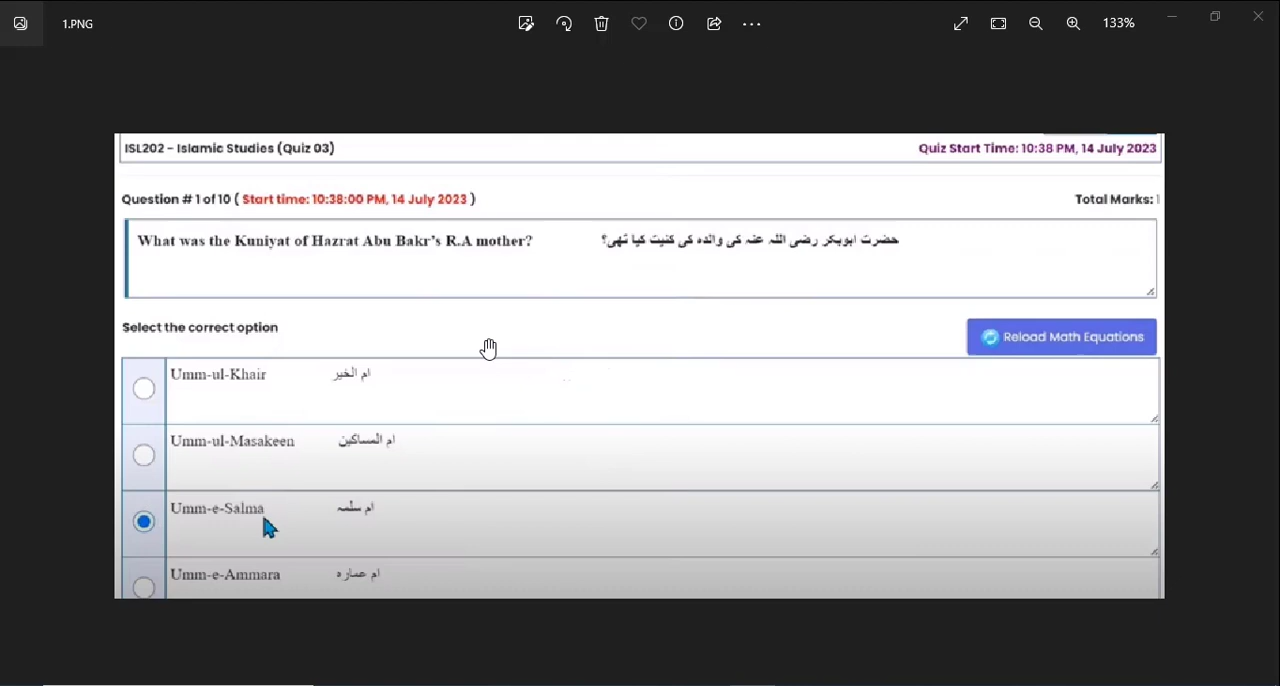 1.PNG
133%
ISL202 - Islamic Studies (Quiz 03)
Quiz Start Time: 10:38 PM, 14 July 2023
Question # 1 of 10 ( Start time: 10:38:00 PM, 14 July 2023 )
Total Marks: 1
What was the Kuniyat of Hazrat Abu Bakr's R.A mother? حضرت ابوبکر رضی اللہ عنہ کی والدہ کی کنیت کیا تھی؟
Select the correct option
Reload Math Equations
Umm-ul-Khair ام الخیر
Umm-ul-Masakeen ام المساکین
Umm-e-Salma ام سلمہ
Umm-e-Ammara ام عمارہ